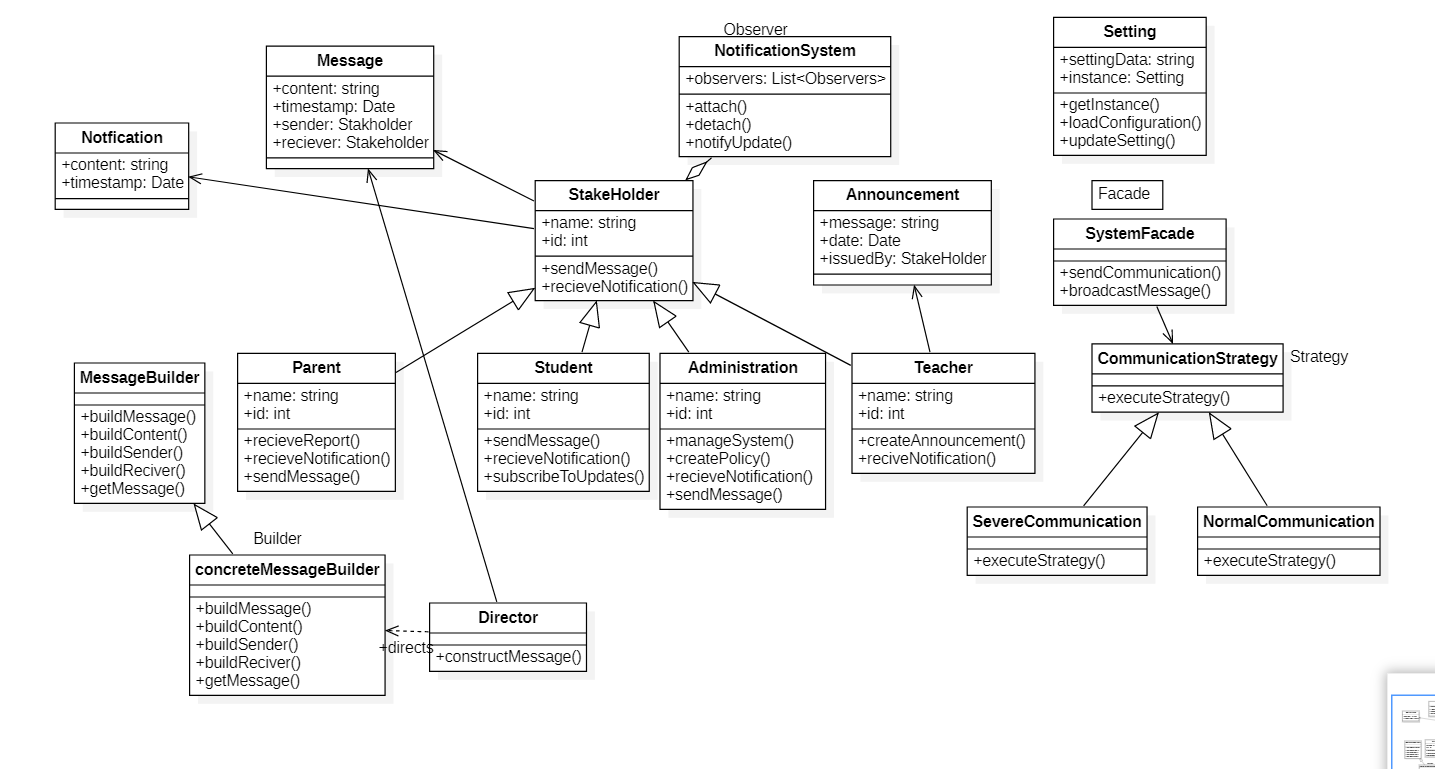 Observer
NotificationSystem
+observers: List<Observers>
+attach()
+detach()
+notifyUpdate()
Setting
+settingData: string
+instance: Setting
+getInstance()
+loadConfiguration()
+updateSetting()
Message
+content: string
+timestamp: Date
+sender: Stakholder
+reciever: Stakeholder
Notfication
+content: string
+timestamp: Date
StakeHolder
+name: string
+id: int
+sendMessage()
+recieveNotification()
Announcement
+message: string
+date: Date
+issuedBy: StakeHolder
Facade
SystemFacade
+sendCommunication()
+broadcastMessage()
CommunicationStrategy
+executeStrategy()
Strategy
MessageBuilder
+buildMessage()
+buildContent()
+buildSender()
+buildReciver()
+getMessage()
Parent
+name: string
+id: int
+recieveReport()
+recieveNotification()
+sendMessage()
Student
+name: string
+id: int
+sendMessage()
+recieveNotification()
+subscribeToUpdates()
Administration
+name: string
+id: int
+manageSystem()
+createPolicy()
+recieveNotification()
+sendMessage()
Teacher
+name: string
+id: int
+createAnnouncement()
+reciveNotification()
SevereCommunication
+executeStrategy()
NormalCommunication
+executeStrategy()
Builder
concreteMessageBuilder
+buildMessage()
+buildContent()
+buildSender()
+buildReciver()
+getMessage()
+directs
Director
+constructMessage()